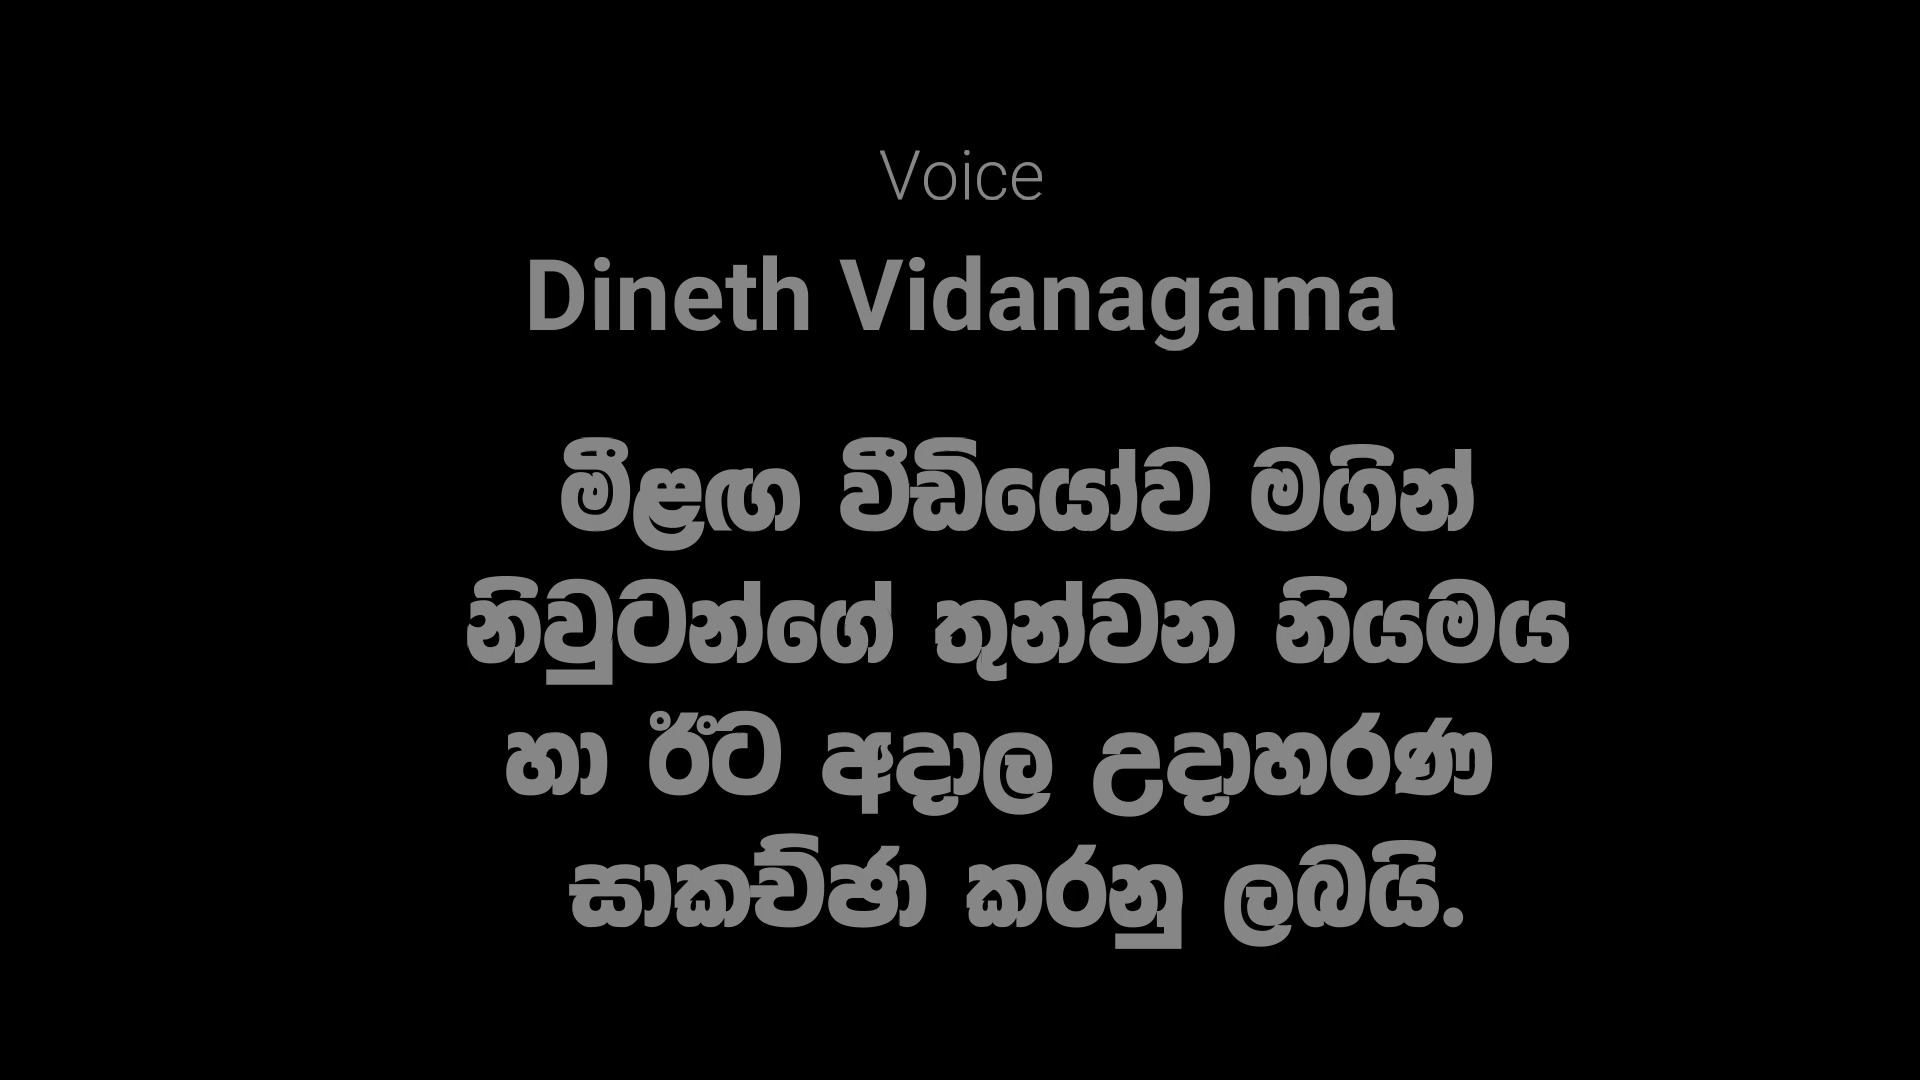 Voice
Dineth Vidanagama
මීළඟ වීඩියෝව මගින්
නිවුටන්ගේ තුන්වන නියමය
හා ඊට අදාල උදාහරණ
සාකච්ඡා කරනු ලබයි.